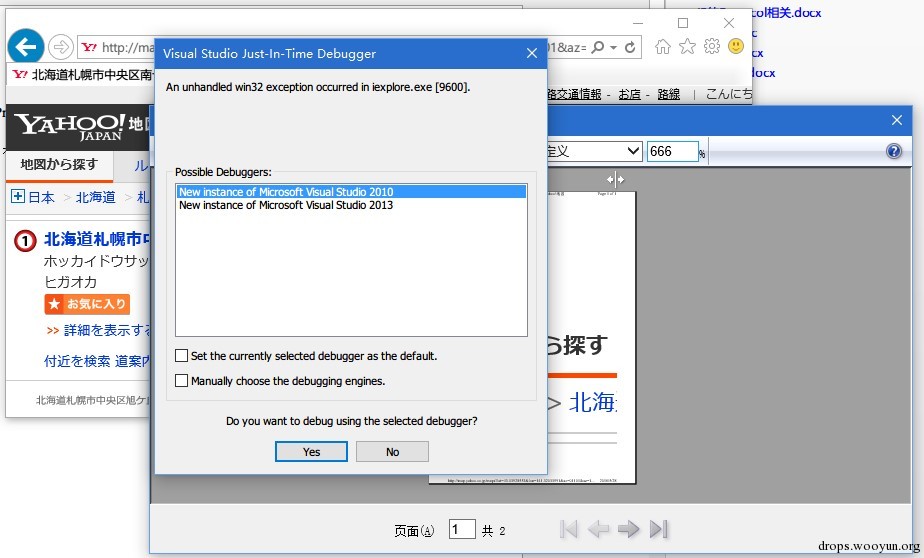 col相关.docx
http://ma
01&az=
北海道札幌市中央区南
路交通情報 - お店 - 路線 | こんにち
YAHOO! 地図
JAPAN
地図から探す
ル
日本 > 北海道 > 札
1 北海道札幌市中
ホッカイドウサッ
ヒガオカ
お気に入り
>> 詳細を表示する
付近を検索 道案内
北海道札幌市中央区旭ケ
Visual Studio Just-In-Time Debugger
An unhandled win32 exception occurred in iexplore.exe [9600].
Possible Debuggers:
New instance of Microsoft Visual Studio 2010
New instance of Microsoft Visual Studio 2013
Set the currently selected debugger as the default.
Manually choose the debugging engines.
Do you want to debug using the selected debugger?
Yes
No
定义
666 %
ら探す
> 北海
页面(A) 1 共 2
drops.wooyun.org